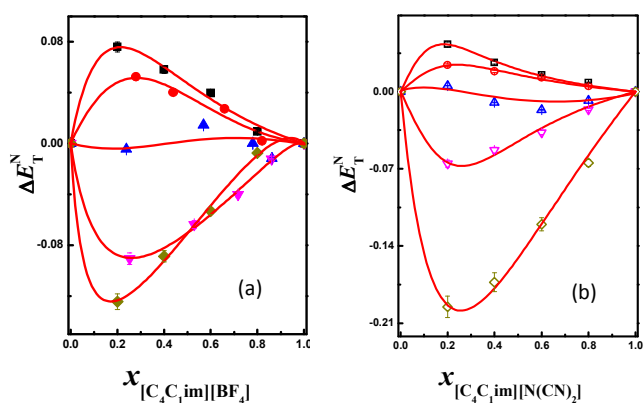 0.08
0.00
-0.08
ΔE_T^N
(a)
0.0 0.2 0.4 0.6 0.8 1.0
x_[C₄C₁im][BF₄]
0.00
-0.07
-0.14
-0.21
ΔE_T^N
(b)
0.0 0.2 0.4 0.6 0.8 1.0
x_[C₄C₁im][N(CN)₂]